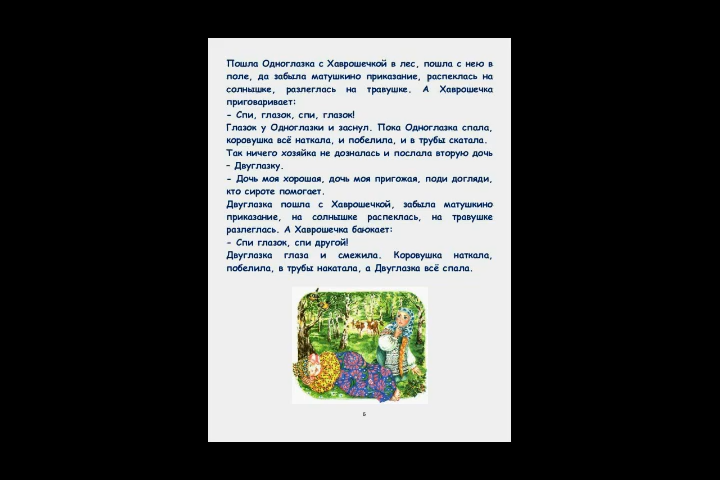 Пошла Одноглазка с Хаврошечкой в лес, пошла с нею в
поле, да забыла матушкино приказание, распеклась на
солнышке, разлеглась на травушке. А Хаврошечка
приговаривает:
- Спи, глазок, спи, глазок!
Глазок у Одноглазки и заснул. Пока Одноглазка спала,
коровушка всё наткала, и побелила, и в трубы скатала.
Так ничего хозяйка не дозналась и послала вторую дочь
– Двуглазку.
- Дочь моя хорошая, дочь моя пригожая, поди догляди,
кто сироте помогает.
Двуглазка пошла с Хаврошечкой, забыла матушкино
приказание, на солнышке распеклась, на травушке
разлеглась. А Хаврошечка баюкает:
- Спи глазок, спи другой!
Двуглазка глаза и смежила. Коровушка наткала,
побелила, в трубы накатала, а Двуглазка всё спала.